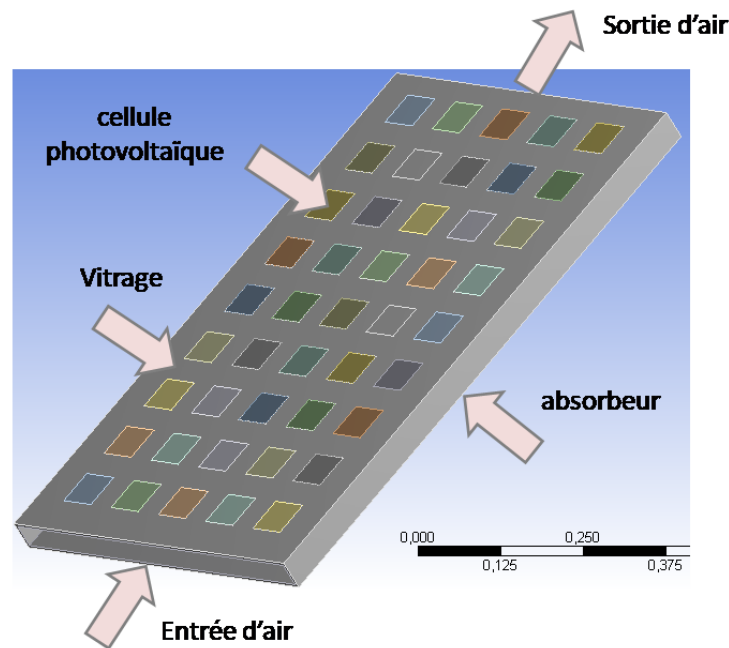 Sortie d'air
cellule
photovoltaïque
Vitrage
absorbeur
0,000
0,250
0,125
0,375
Entrée d'air